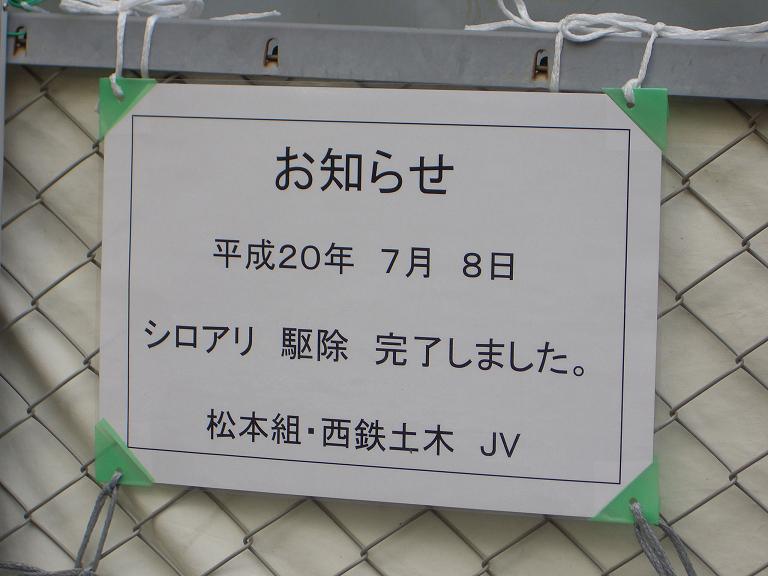 お知らせ
平成20年 7月 8日
シロアリ 駆除 完了しました。
松本組・西鉄土木 JV